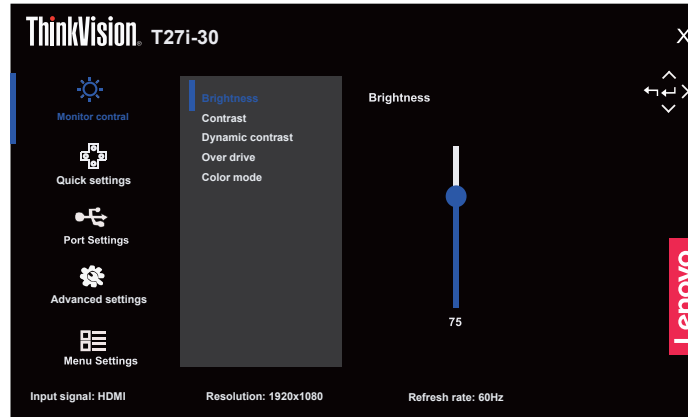 ThinkVision. T27i-30
X
Monitor contral
Quick settings
Port Settings
Advanced settings
Menu Settings
Brightness
Contrast
Dynamic contrast
Over drive
Color mode
Brightness
75
Lenovo
Input signal: HDMI
Resolution: 1920x1080
Refresh rate: 60Hz